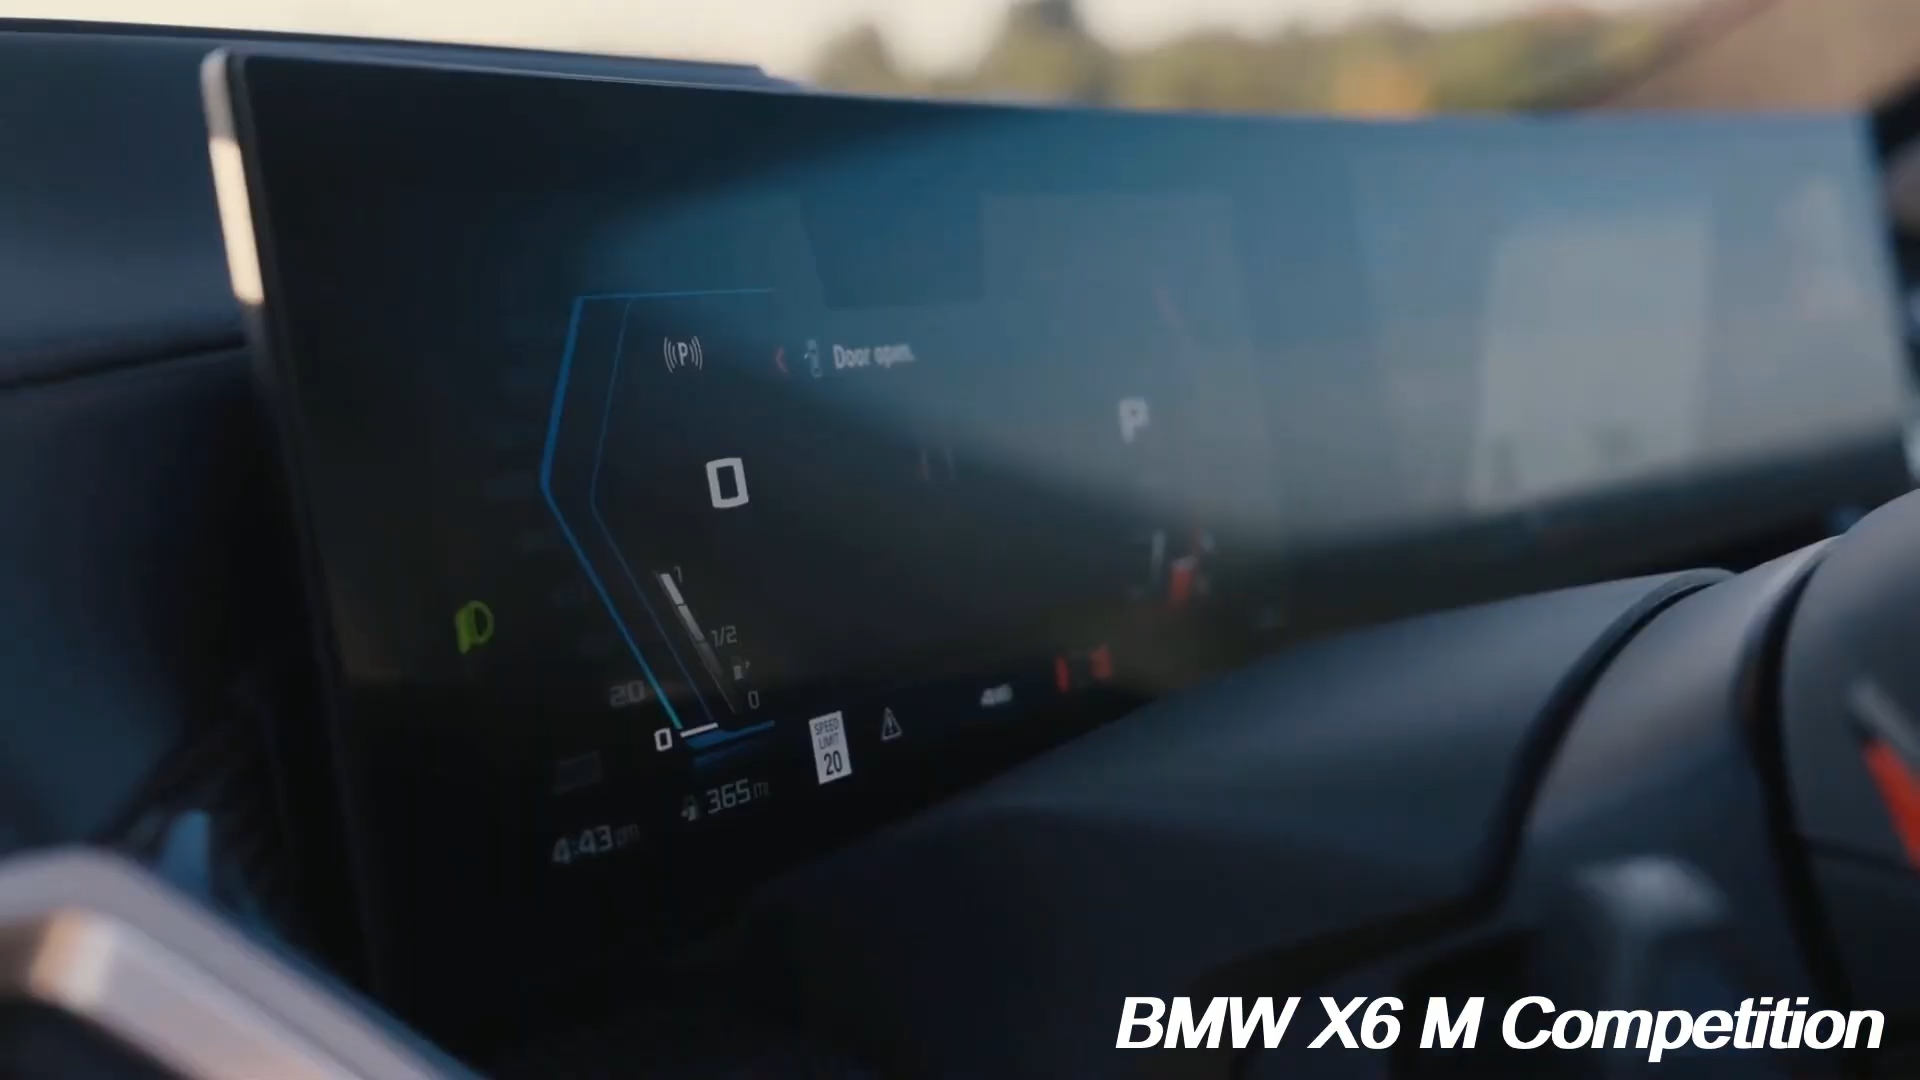 (P)
Door open.
P
0
1
1/2
20
0
0
SPEED
LIMIT
20
365 mi
4:43 pm
BMW X6 M Competition